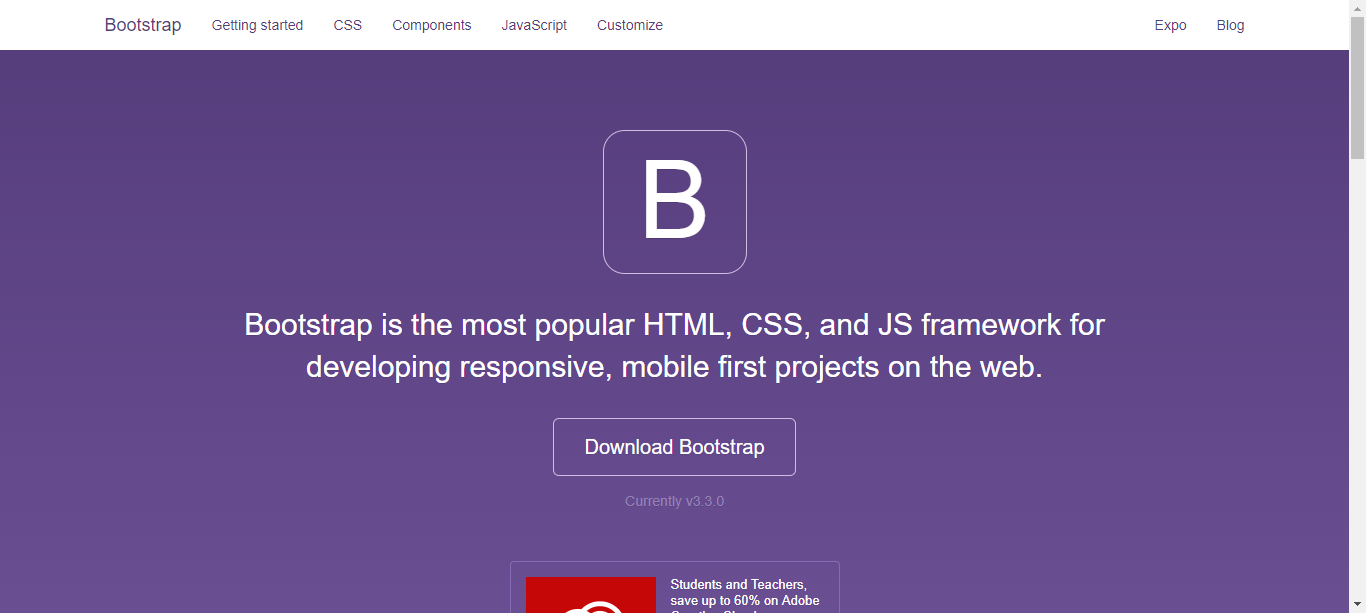 Bootstrap Getting started CSS Components JavaScript Customize Expo Blog
B
Bootstrap is the most popular HTML, CSS, and JS framework for
developing responsive, mobile first projects on the web.
Download Bootstrap
Currently v3.3.0
Students and Teachers,
save up to 60% on Adobe